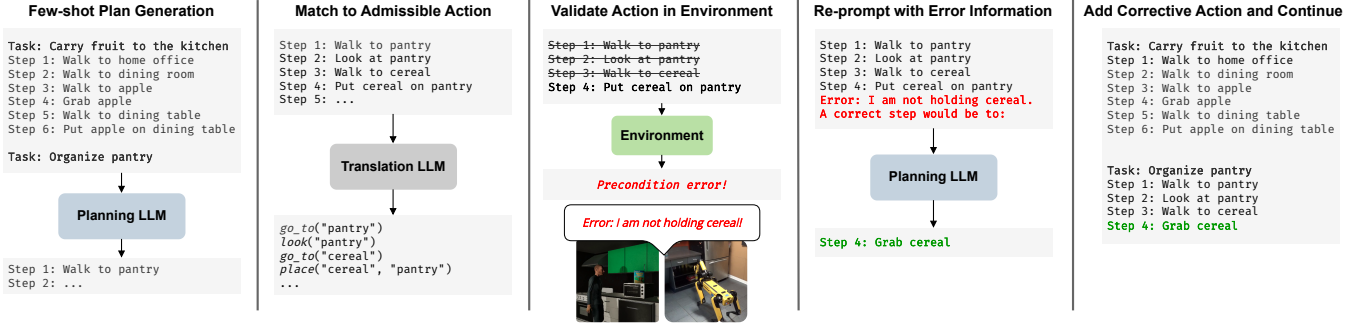 Few-shot Plan Generation
Task: Carry fruit to the kitchen
Step 1: Walk to home office
Step 2: Walk to dining room
Step 3: Walk to apple
Step 4: Grab apple
Step 5: Walk to dining table
Step 6: Put apple on dining table
Task: Organize pantry
Planning LLM
Step 1: Walk to pantry
Step 2: ...
Match to Admissible Action
Step 1: Walk to pantry
Step 2: Look at pantry
Step 3: Walk to cereal
Step 4: Put cereal on pantry
Step 5: ...
Translation LLM
go_to("pantry")
look("pantry")
go_to("cereal")
place("cereal", "pantry")
...
Validate Action in Environment
Step 1: Walk to pantry
Step 2: Look at pantry
Step 3: Walk to cereal
Step 4: Put cereal on pantry
Environment
Precondition error!
Error: I am not holding cereal!
Re-prompt with Error Information
Step 1: Walk to pantry
Step 2: Look at pantry
Step 3: Walk to cereal
Step 4: Put cereal on pantry
Error: I am not holding cereal.
A correct step would be to:
Planning LLM
Step 4: Grab cereal
Add Corrective Action and Continue
Task: Carry fruit to the kitchen
Step 1: Walk to home office
Step 2: Walk to dining room
Step 3: Walk to apple
Step 4: Grab apple
Step 5: Walk to dining table
Step 6: Put apple on dining table
Task: Organize pantry
Step 1: Walk to pantry
Step 2: Look at pantry
Step 3: Walk to cereal
Step 4: Grab cereal